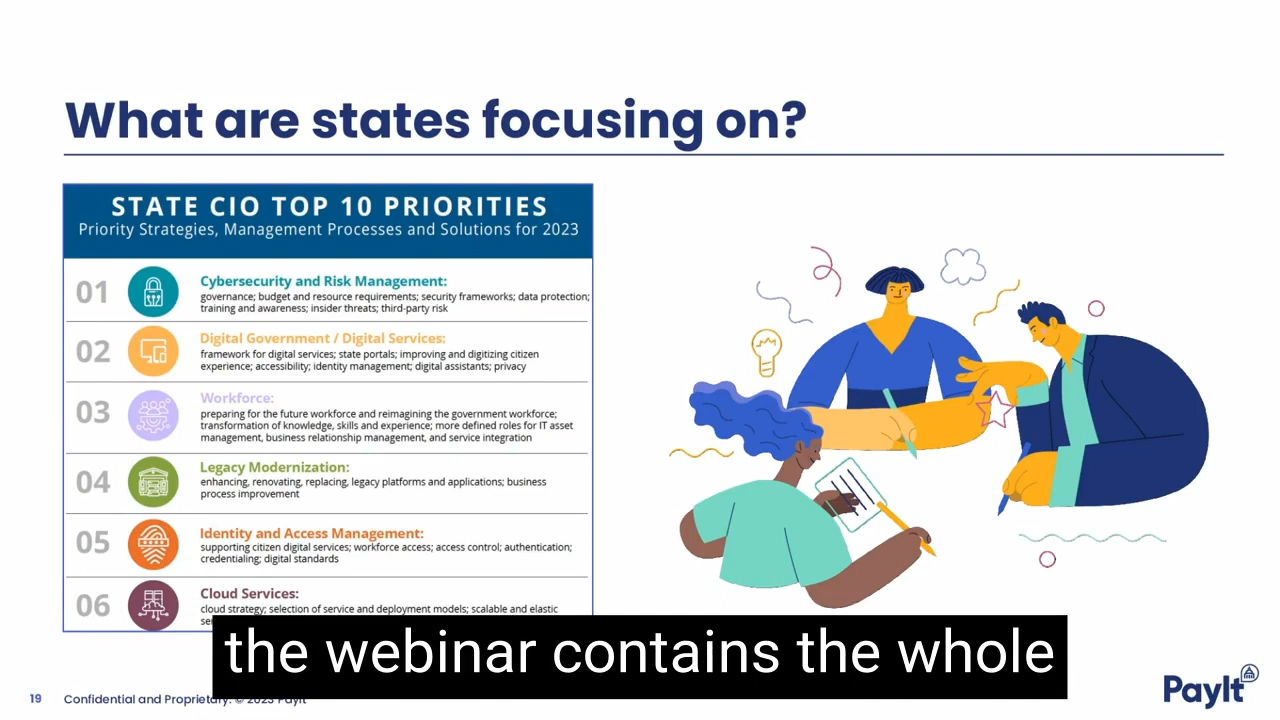 What are states focusing on?
STATE CIO TOP 10 PRIORITIES
Priority Strategies, Management Processes and Solutions for 2023
01
Cybersecurity and Risk Management:
governance; budget and resource requirements; security frameworks; data protection;
training and awareness; insider threats; third-party risk
02
Digital Government / Digital Services:
framework for digital services; state portals; improving and digitizing citizen
experience; accessibility; identity management; digital assistants; privacy
03
Workforce:
preparing for the future workforce and reimagining the government workforce;
transformation of knowledge, skills and experience; more defined roles for IT asset
management, business relationship management, and service integration
04
Legacy Modernization:
enhancing, renovating, replacing, legacy platforms and applications; business
process improvement
05
Identity and Access Management:
supporting citizen digital services; workforce access; access control; authentication;
credentialing; digital standards
06
Cloud Services:
cloud strategy; selection of service and deployment models; scalable and elastic
the webinar contains the whole
19
Confidential and Proprietary. © 2023 PayIt
PayIt